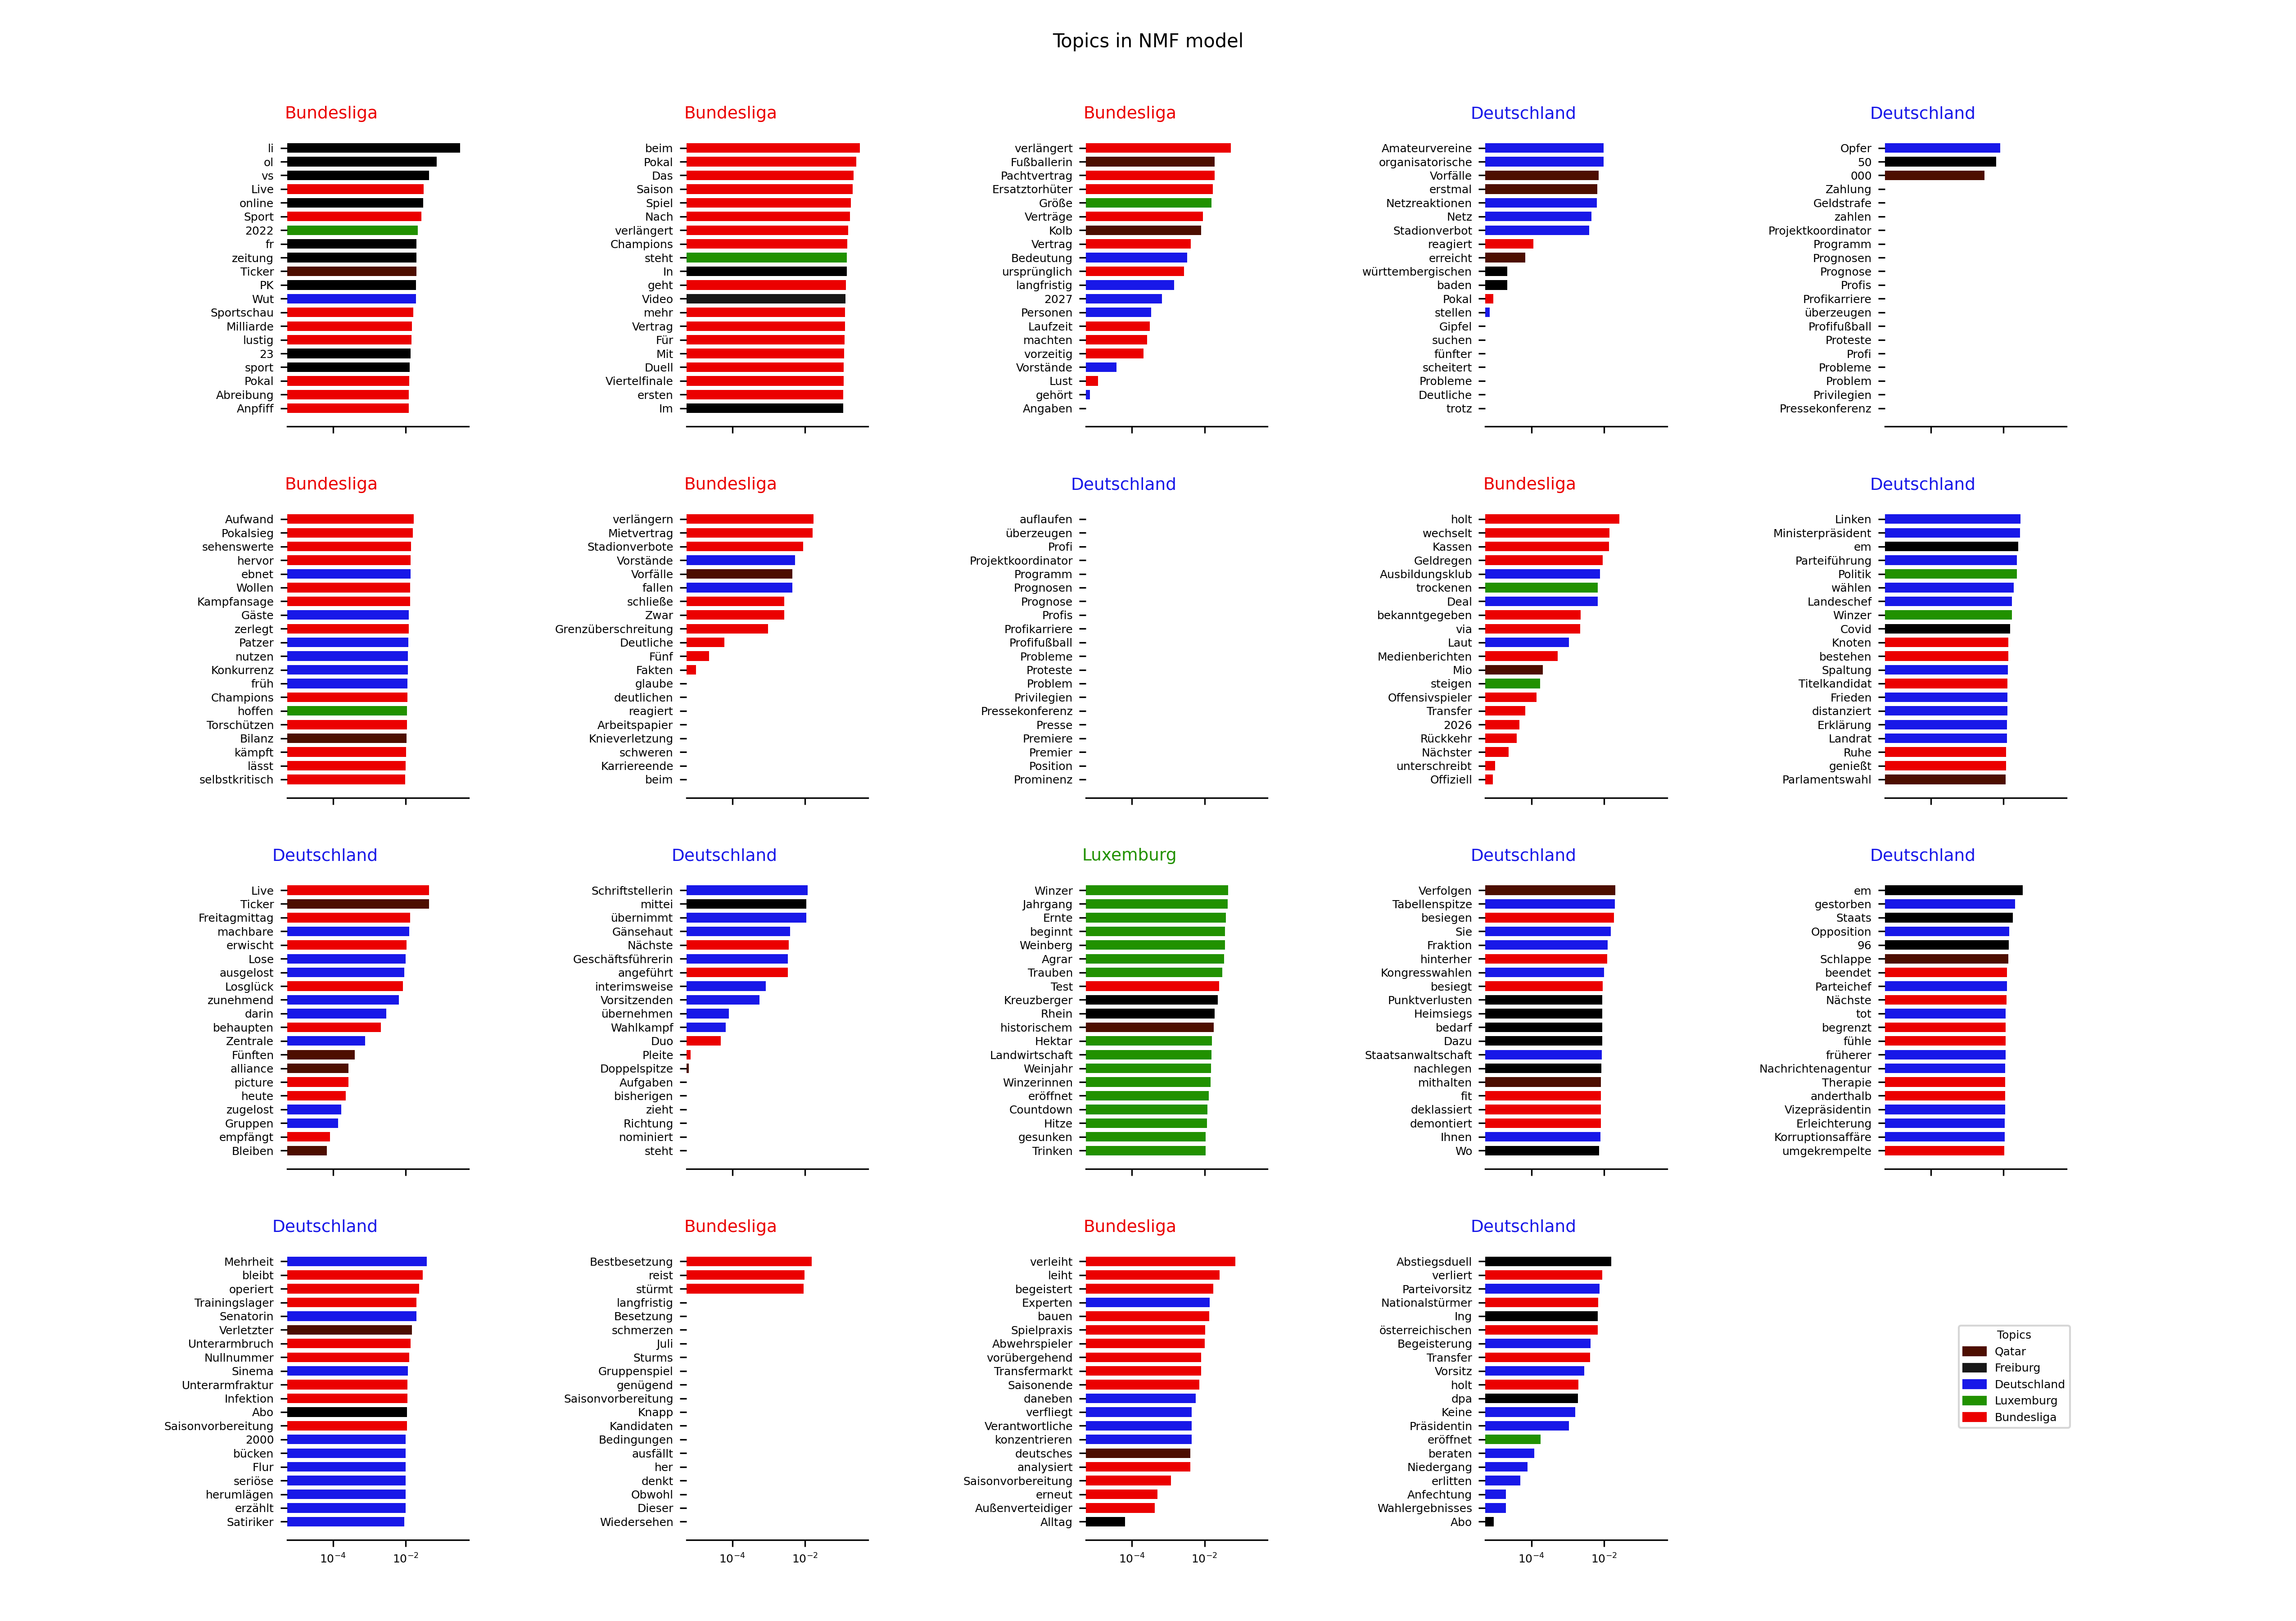 Topics in NMF model
Bundesliga
li
ol
vs
Live
online
Sport
2022
fr
zeitung
Ticker
PK
Wut
Sportschau
Milliarde
lustig
23
sport
Pokal
Abreibung
Anpfiff
Bundesliga
beim
Pokal
Das
Saison
Spiel
Nach
verlängert
Champions
steht
In
geht
Video
mehr
Vertrag
Für
Mit
Duell
Viertelfinale
ersten
Im
Bundesliga
verlängert
Fußballerin
Pachtvertrag
Ersatztorhüter
Größe
Verträge
Kolb
Vertrag
Bedeutung
ursprünglich
langfristig
2027
Personen
Laufzeit
machten
vorzeitig
Vorstände
Lust
gehört
Angaben
Deutschland
Amateurvereine
organisatorische
Vorfälle
erstmal
Netzreaktionen
Netz
Stadionverbot
reagiert
erreicht
württembergischen
baden
Pokal
stellen
Gipfel
suchen
fünfter
scheitert
Probleme
Deutliche
trotz
Deutschland
Opfer
50
000
Zahlung
Geldstrafe
zahlen
Projektkoordinator
Programm
Prognosen
Prognose
Profis
Profikarriere
überzeugen
Profifußball
Proteste
Profi
Probleme
Problem
Privilegien
Pressekonferenz
Bundesliga
Aufwand
Pokalsieg
sehenswerte
hervor
ebnet
Wollen
Kampfansage
Gäste
zerlegt
Patzer
nutzen
Konkurrenz
früh
Champions
hoffen
Torschützen
Bilanz
kämpft
lässt
selbstkritisch
Bundesliga
verlängern
Mietvertrag
Stadionverbote
Vorstände
Vorfälle
fallen
schließe
Zwar
Grenzüberschreitung
Deutliche
Fünf
Fakten
glaube
deutlichen
reagiert
Arbeitspapier
Knieverletzung
schweren
Karriereende
beim
Deutschland
auflaufen
überzeugen
Profi
Projektkoordinator
Programm
Prognosen
Prognose
Profis
Profikarriere
Profifußball
Probleme
Proteste
Problem
Privilegien
Pressekonferenz
Presse
Premiere
Premier
Position
Prominenz
Bundesliga
holt
wechselt
Kassen
Geldregen
Ausbildungsklub
trockenen
Deal
bekanntgegeben
via
Laut
Medienberichten
Mio
steigen
Offensivspieler
Transfer
2026
Rückkehr
Nächster
unterschreibt
Offiziell
Deutschland
Linken
Ministerpräsident
em
Parteiführung
Politik
wählen
Landeschef
Winzer
Covid
Knoten
bestehen
Spaltung
Titelkandidat
Frieden
distanziert
Erklärung
Landrat
Ruhe
genießt
Parlamentswahl
Deutschland
Live
Ticker
Freitagmittag
machbare
erwischt
Lose
ausgelost
Losglück
zunehmend
darin
behaupten
Zentrale
Fünften
alliance
picture
heute
zugelost
Gruppen
empfängt
Bleiben
Deutschland
Schriftstellerin
mittei
übernimmt
Gänsehaut
Nächste
Geschäftsführerin
angeführt
interimsweise
Vorsitzenden
übernehmen
Wahlkampf
Duo
Pleite
Doppelspitze
Aufgaben
bisherigen
zieht
Richtung
nominiert
steht
Luxemburg
Winzer
Jahrgang
Ernte
beginnt
Weinberg
Agrar
Trauben
Test
Kreuzberger
Rhein
historischem
Hektar
Landwirtschaft
Weinjahr
Winzerinnen
eröffnet
Countdown
Hitze
gesunken
Trinken
Deutschland
Verfolgen
Tabellenspitze
besiegen
Sie
Fraktion
hinterher
Kongresswahlen
besiegt
Punktverlusten
Heimsiegs
bedarf
Dazu
Staatsanwaltschaft
nachlegen
mithalten
fit
deklassiert
demontiert
Ihnen
Wo
Deutschland
em
gestorben
Staats
Opposition
96
Schlappe
beendet
Parteichef
Nächste
tot
begrenzt
fühle
früherer
Nachrichtenagentur
Therapie
anderthalb
Vizepräsidentin
Erleichterung
Korruptionsaffäre
umgekrempelte
Deutschland
Mehrheit
bleibt
operiert
Trainingslager
Senatorin
Verletzter
Unterarmbruch
Nullnummer
Sinema
Unterarmfraktur
Infektion
Abo
Saisonvorbereitung
2000
bücken
Flur
seriöse
herumlägen
erzählt
Satiriker
10⁻⁴ 10⁻²
Bundesliga
Bestbesetzung
reist
stürmt
langfristig
Besetzung
schmerzen
Juli
Sturms
Gruppenspiel
genügend
Saisonvorbereitung
Knapp
Kandidaten
Bedingungen
ausfällt
her
denkt
Obwohl
Dieser
Wiedersehen
10⁻⁴ 10⁻²
Bundesliga
verleiht
leiht
begeistert
Experten
bauen
Spielpraxis
Abwehrspieler
vorübergehend
Transfermarkt
Saisonende
daneben
verfliegt
Verantwortliche
konzentrieren
deutsches
analysiert
Saisonvorbereitung
erneut
Außenverteidiger
Alltag
10⁻⁴ 10⁻²
Deutschland
Abstiegsduell
verliert
Parteivorsitz
Nationalstürmer
Ing
österreichischen
Begeisterung
Transfer
Vorsitz
holt
dpa
Keine
Präsidentin
eröffnet
beraten
Niedergang
erlitten
Anfechtung
Wahlergebnisses
Abo
10⁻⁴ 10⁻²
Topics
Qatar
Freiburg
Deutschland
Luxemburg
Bundesliga